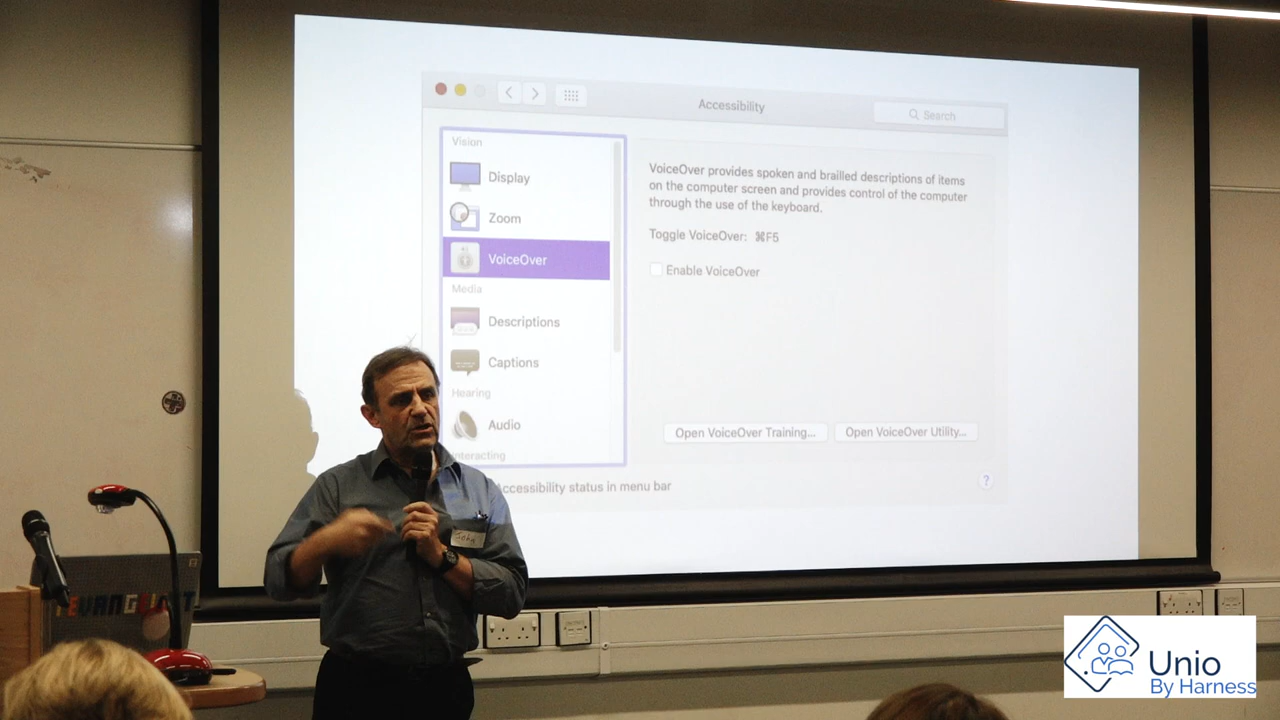 Accessibility
Search
Vision
Display
Zoom
VoiceOver
Media
Descriptions
Captions
Hearing
Audio
Interacting
VoiceOver provides spoken and brailled descriptions of items
on the computer screen and provides control of the computer
through the use of the keyboard.
Toggle VoiceOver: ⌘F5
Enable VoiceOver
Open VoiceOver Training...
Open VoiceOver Utility...
Accessibility status in menu bar
?
John
EVANGELIST
Unio
By Harness